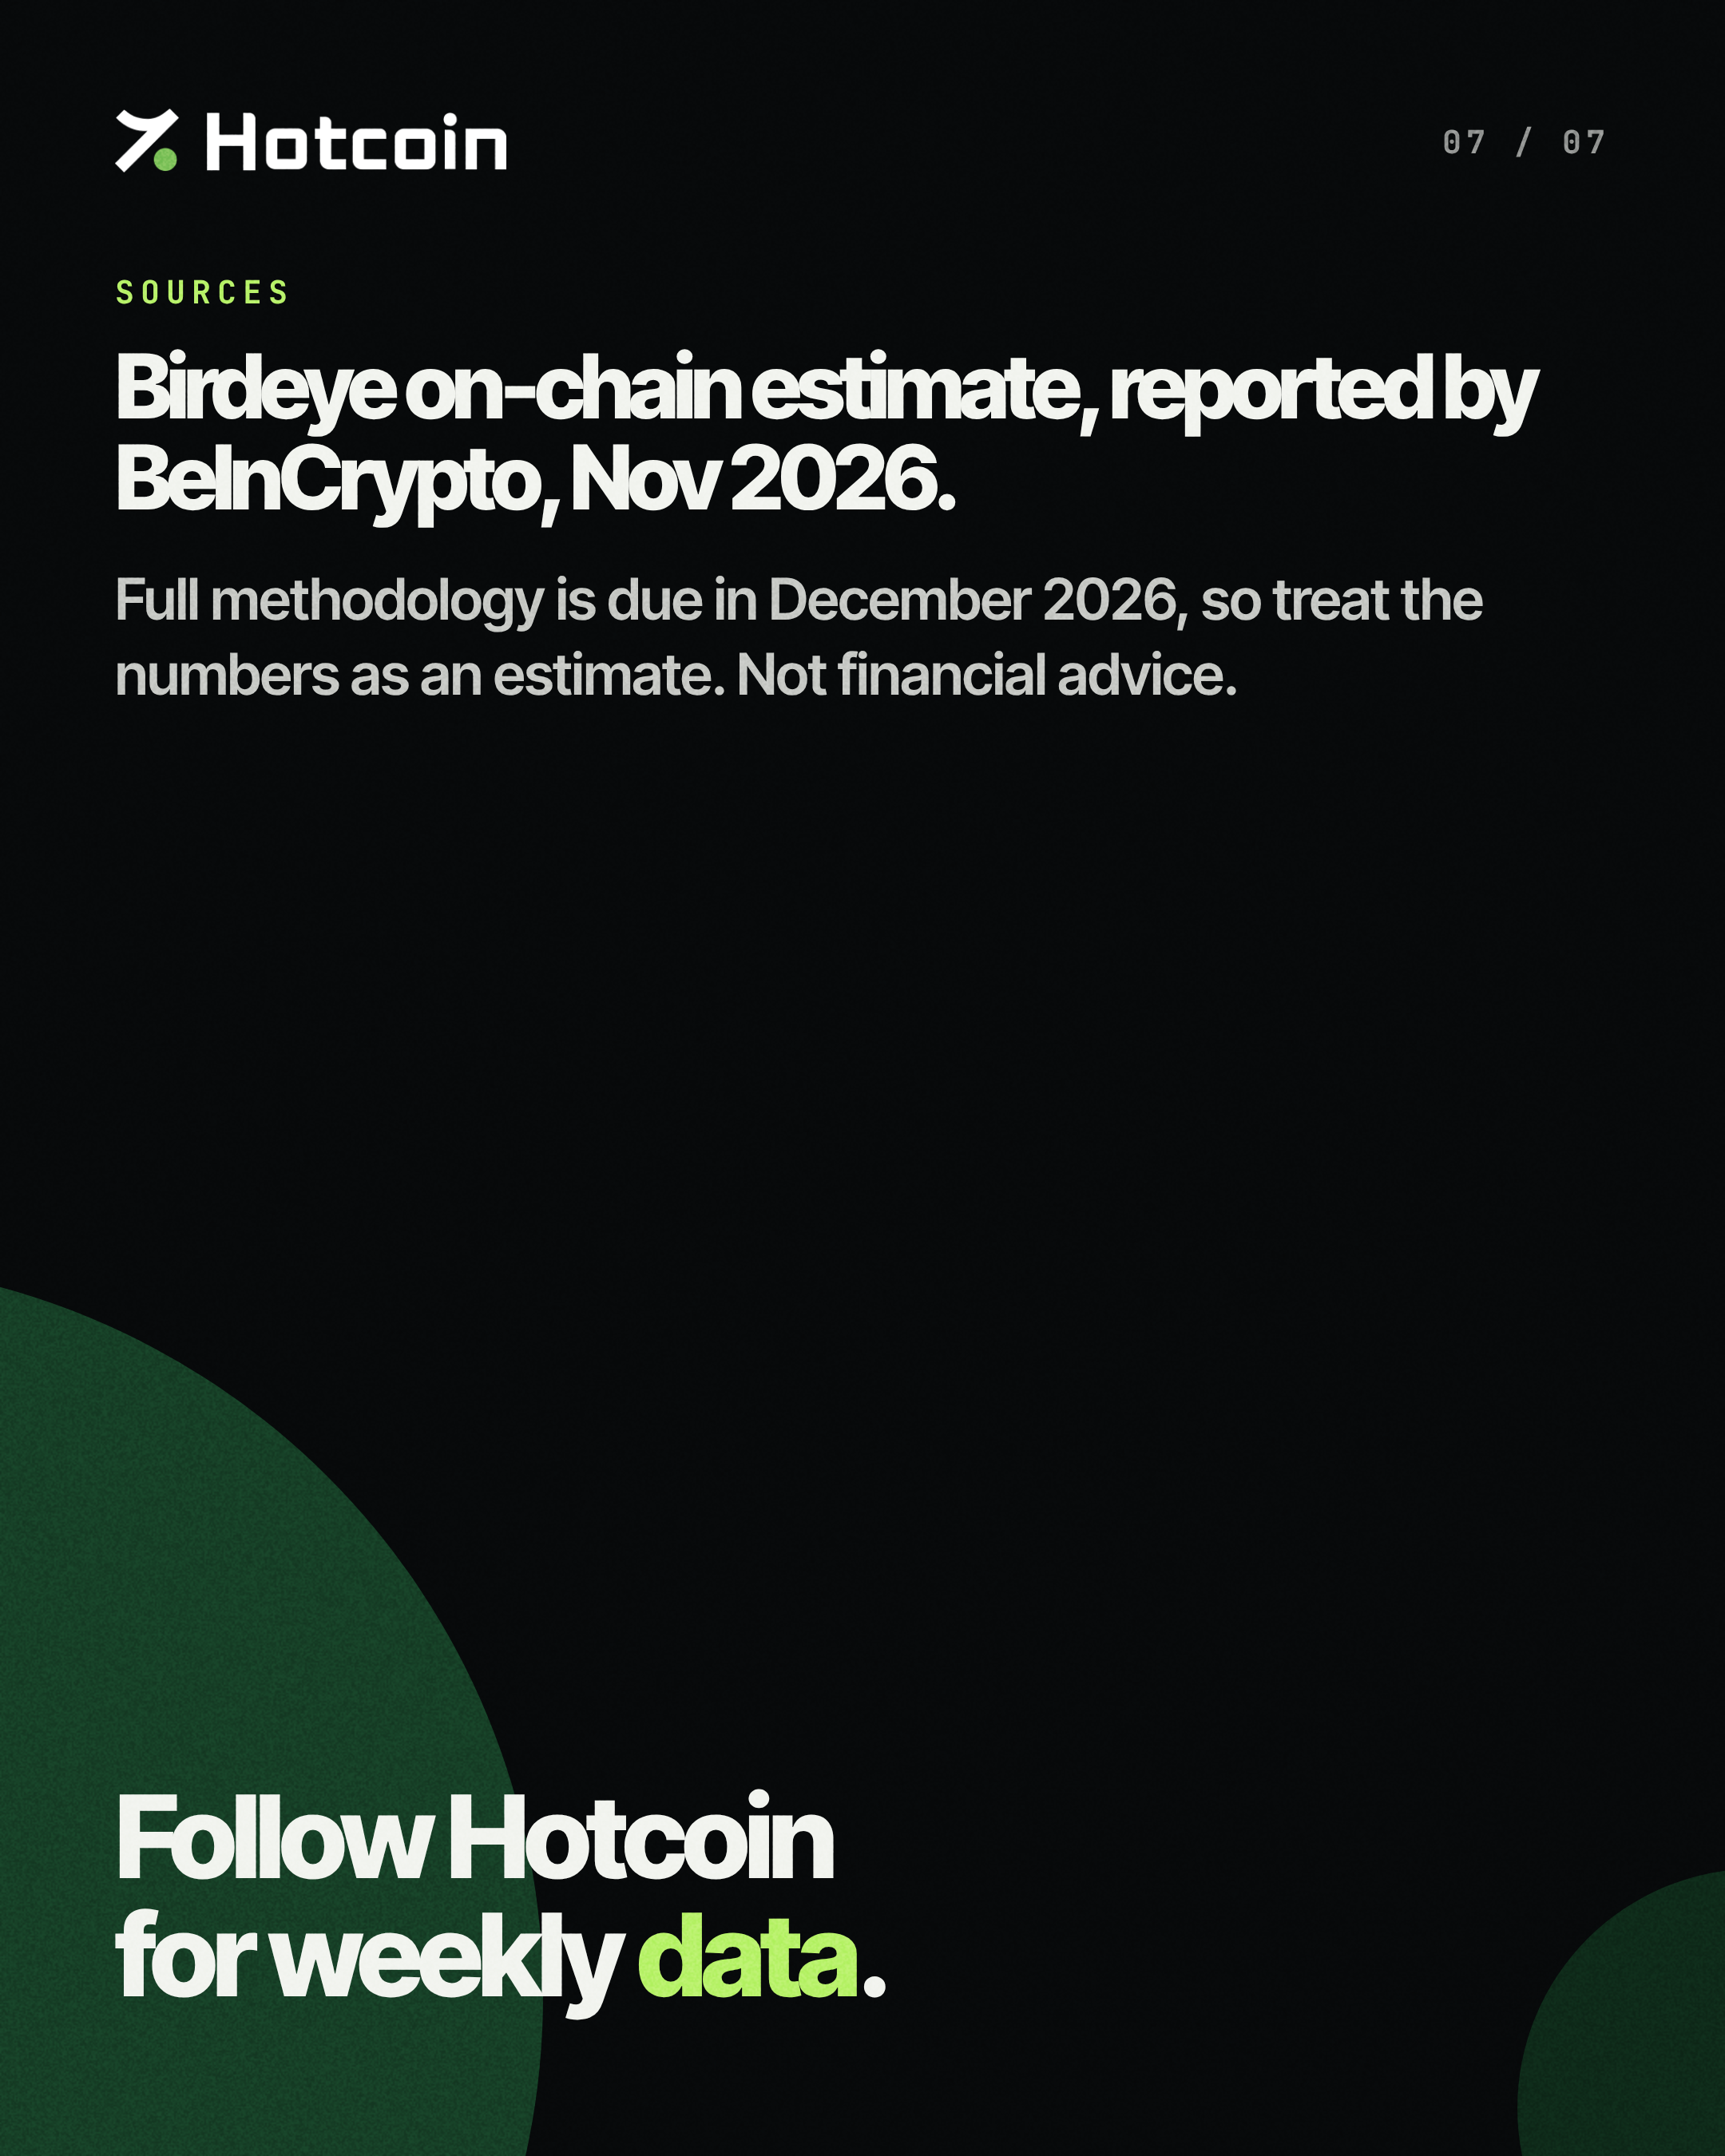 Hotcoin
07 / 07
SOURCES
Birdeye on-chain estimate, reported by
BeInCrypto, Nov 2026.
Full methodology is due in December 2026, so treat the
numbers as an estimate. Not financial advice.
Follow Hotcoin
for weekly data.